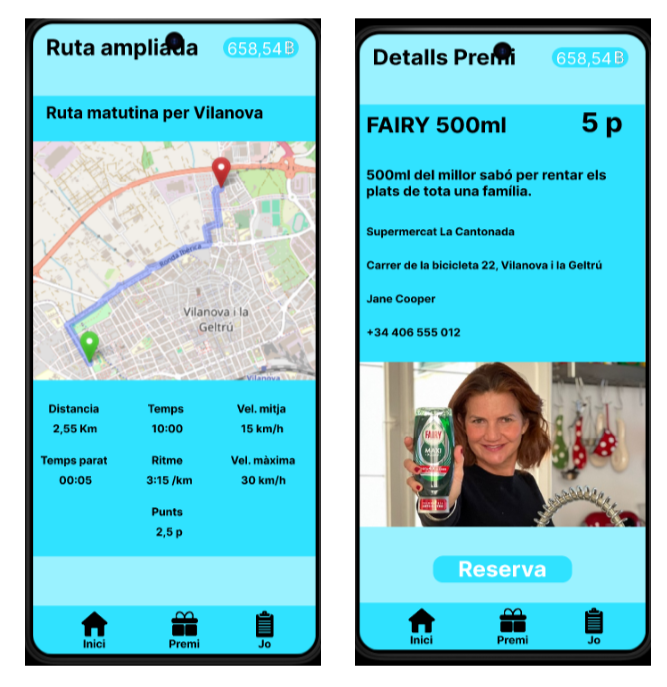 Ruta ampliada
658,54 ₿
Ruta matutina per Vilanova
Ronda Ibèrica
Vilanova i la
Geltrú
Vilanova
Distancia
Temps
Vel. mitja
2,55 Km
10:00
15 km/h
Temps parat
Ritme
Vel. màxima
00:05
3:15 /km
30 km/h
Punts
2,5 p
Inici
Premi
Jo
Detalls Premi
658,54 ₿
FAIRY 500ml
5 p
500ml del millor sabó per rentar els
plats de tota una família.
Supermercat La Cantonada
Carrer de la bicicleta 22, Vilanova i la Geltrú
Jane Cooper
+34 406 555 012
FAIRY
MAXI
Reserva
Inici
Premi
Jo